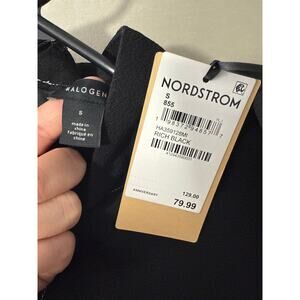 HALOGEN
S
made in
china
fabriqué en
chine
NORDSTROM
S
855
HA359128MI
RICH BLACK
ANNIVERSARY
129.00
79.99